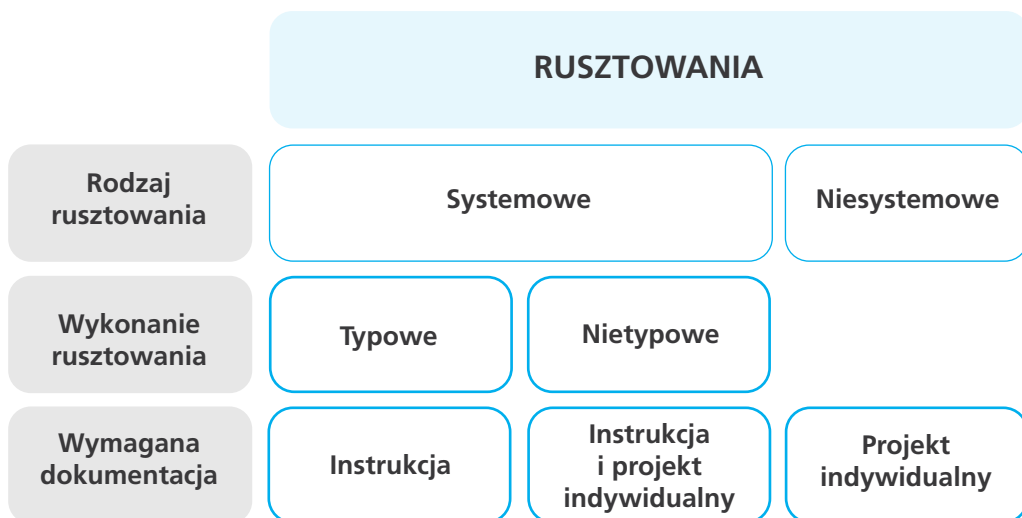 RUSZTOWANIA
Rodzaj
rusztowania
Systemowe
Niesystemowe
Wykonanie
rusztowania
Typowe
Nietypowe
Wymagana
dokumentacja
Instrukcja
Instrukcja
i projekt
indywidualny
Projekt
indywidualny